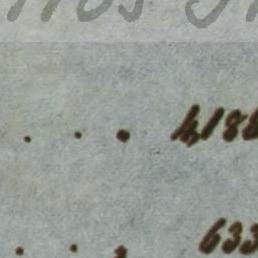 . . . 4188
. . . 633